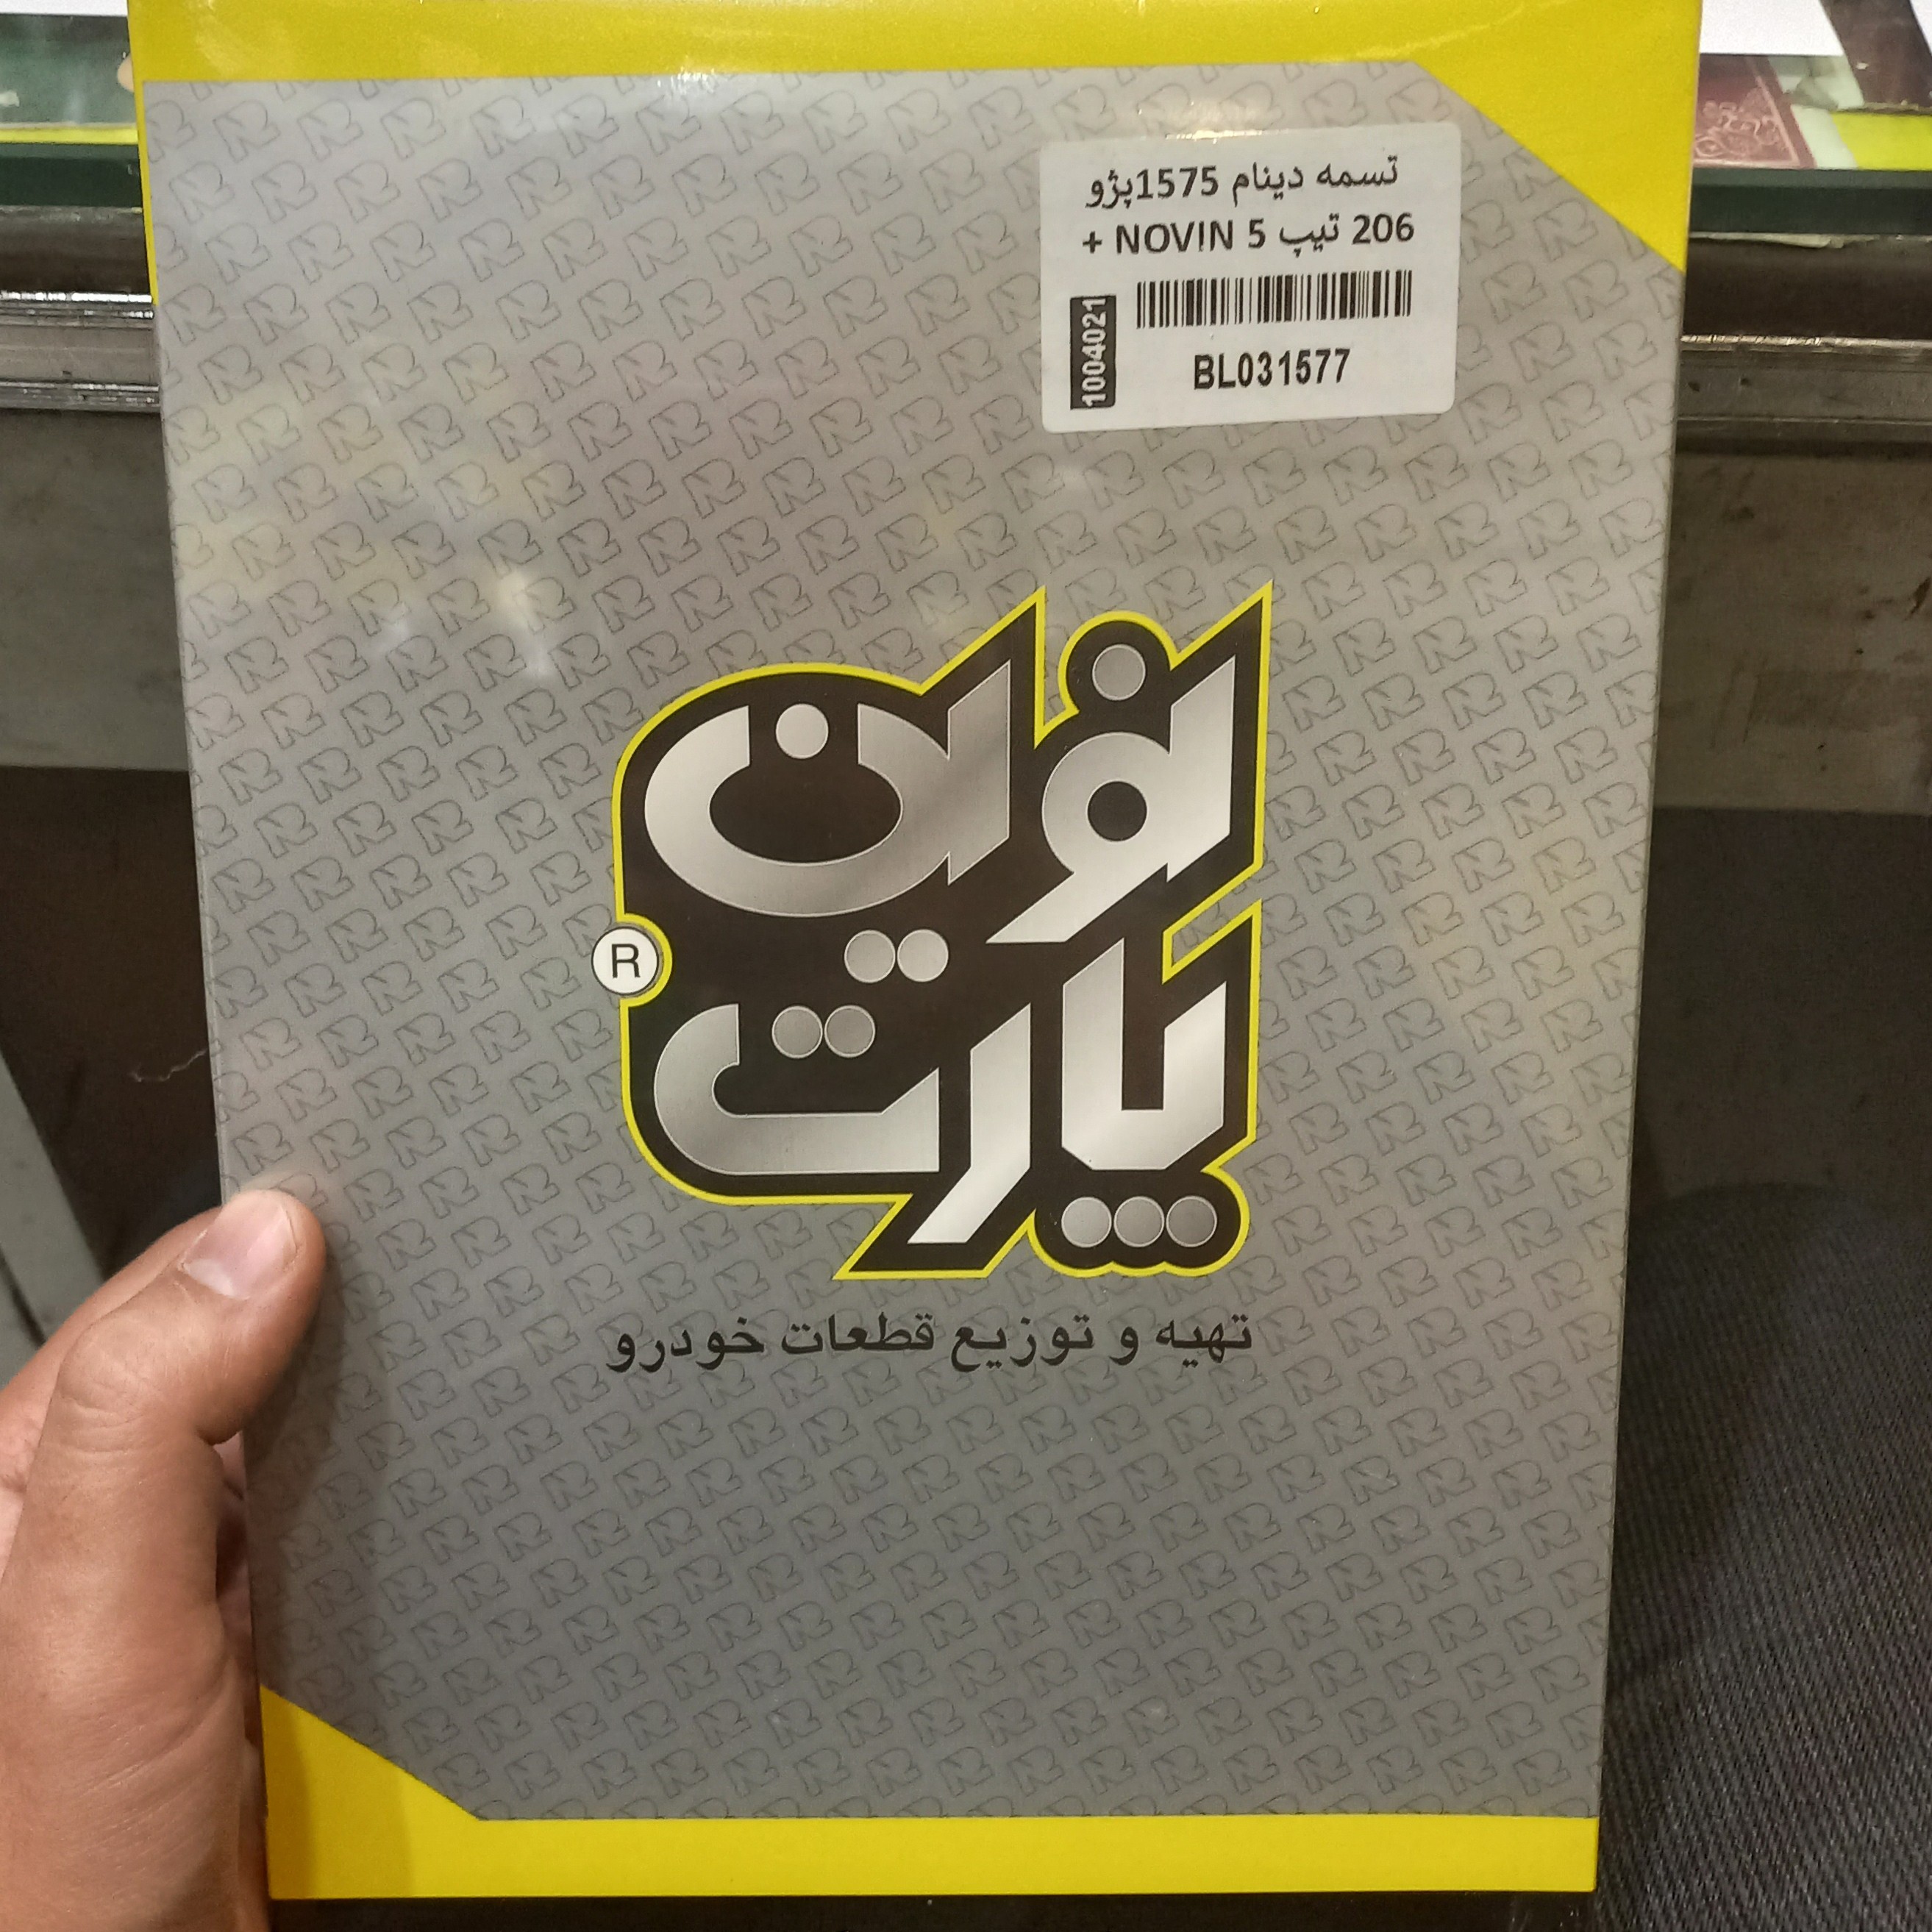 تسمه دینام 1575پژو
206 تیپ 5 NOVIN +
1004021
BL031577
نوین
پارت
R
تهیه و توزیع قطعات خودرو